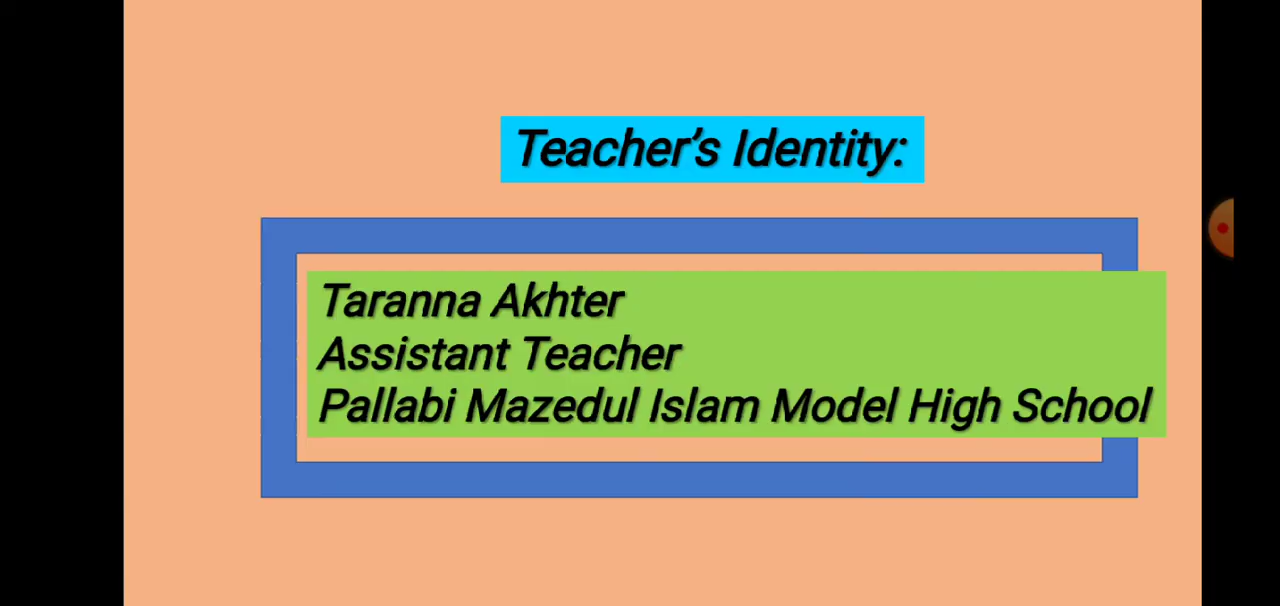 Teacher’s Identity:
Taranna Akhter
Assistant Teacher
Pallabi Mazedul Islam Model High School